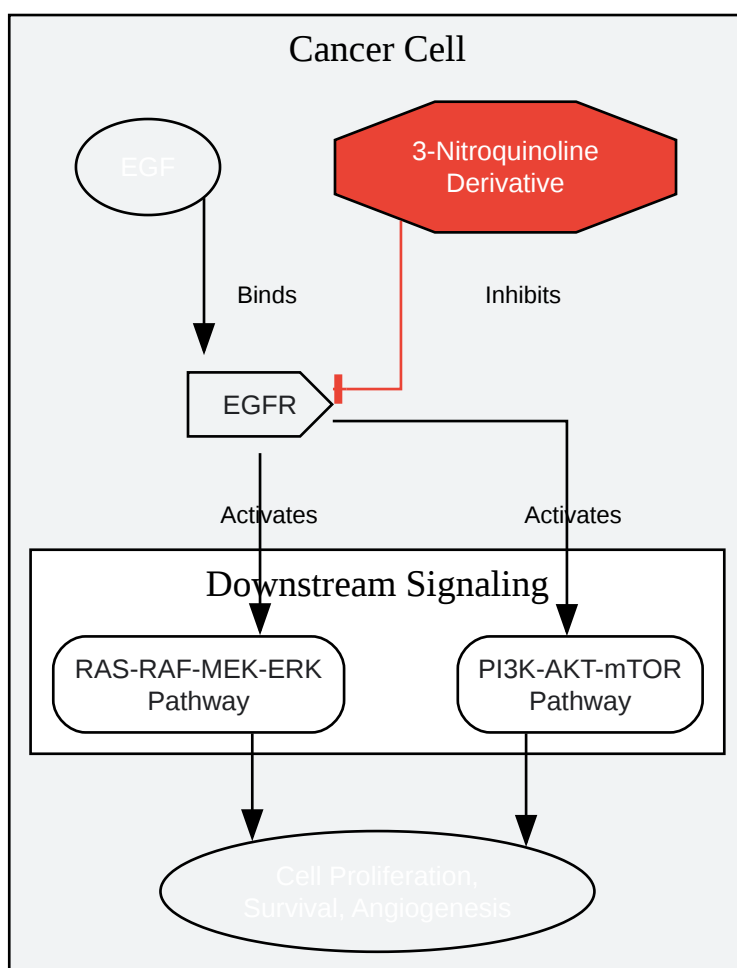 Cancer Cell
EGF
3-Nitroquinoline
Derivative
Binds
Inhibits
EGFR
Activates
Activates
Downstream Signaling
RAS-RAF-MEK-ERK
Pathway
PI3K-AKT-mTOR
Pathway
Cell Proliferation,
Survival, Angiogenesis